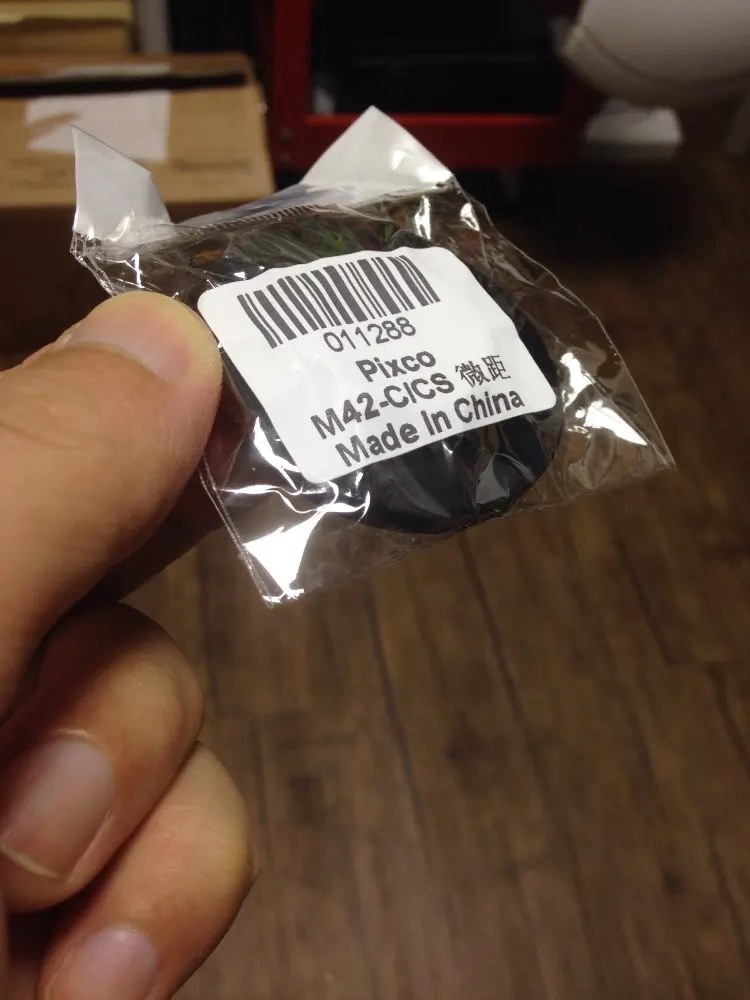 011288
Pixco
M42-C/CS 微距
Made In China